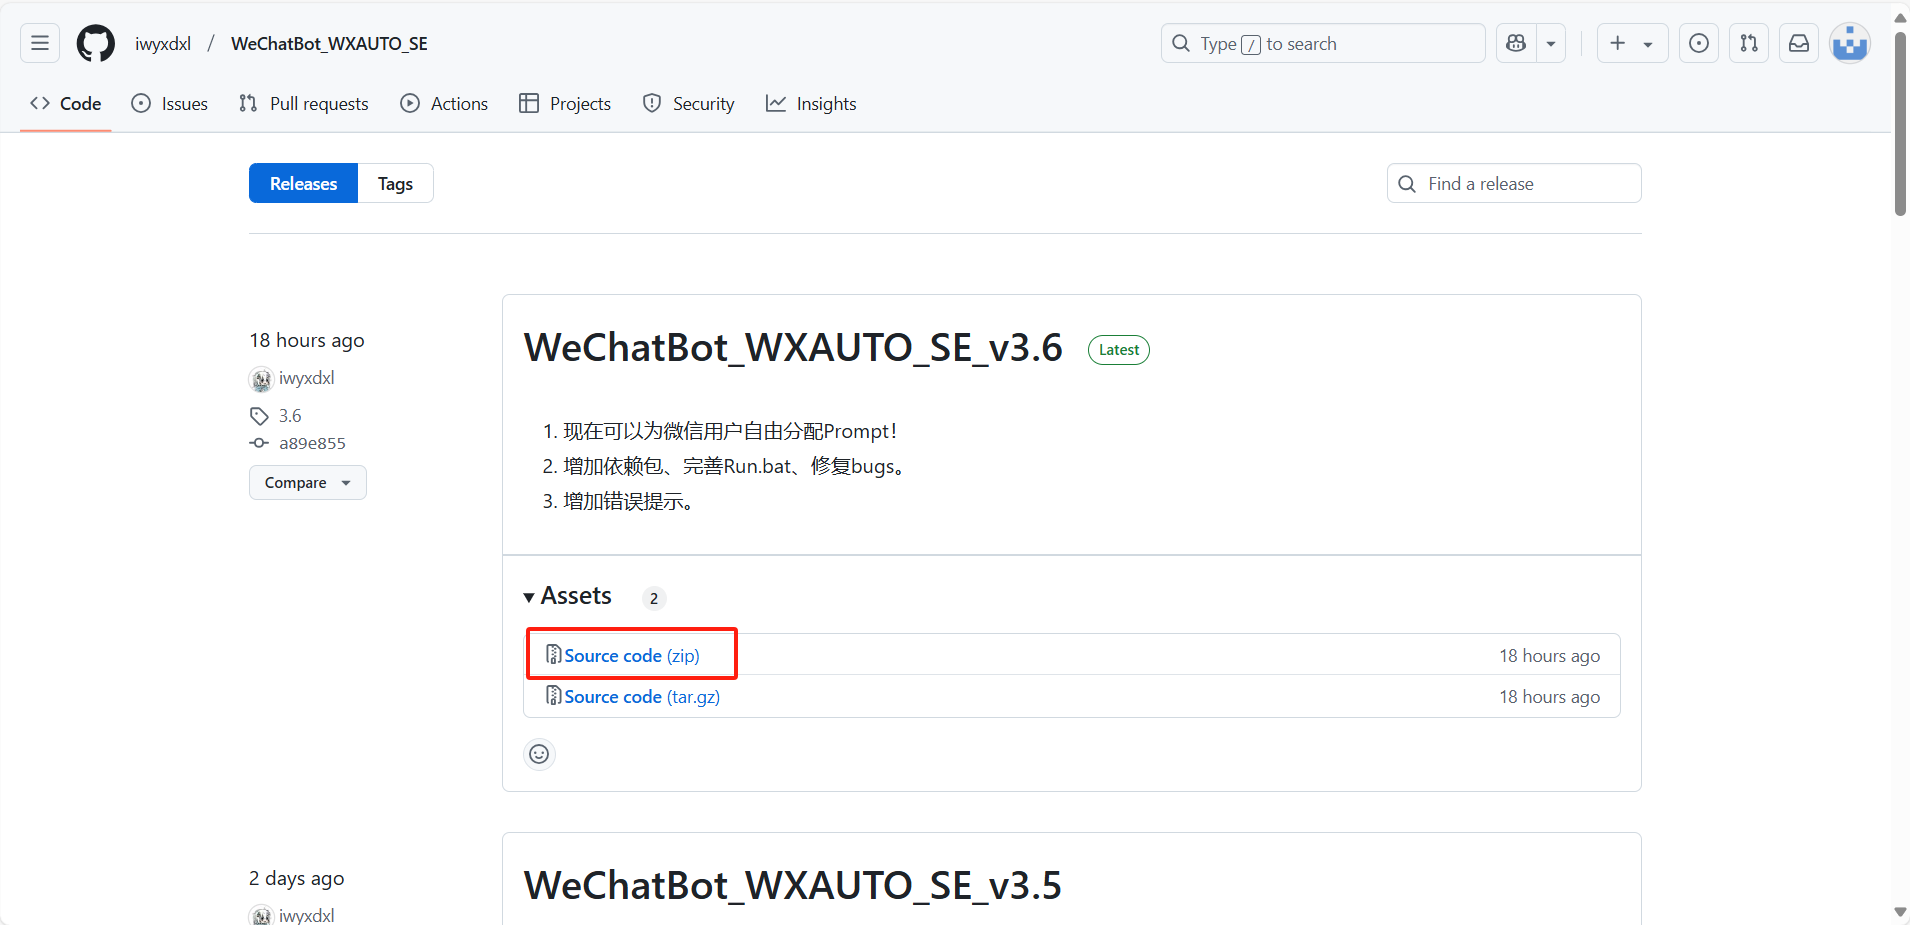 iwyxdxl / WeChatBot_WXAUTO_SE
Type / to search
Code
Issues
Pull requests
Actions
Projects
Security
Insights
Releases
Tags
Find a release
18 hours ago
iwyxdxl
3.6
a89e855
Compare
WeChatBot_WXAUTO_SE_v3.6
Latest
1. 现在可以为微信用户自由分配Prompt！
2. 增加依赖包、完善Run.bat、修复bugs。
3. 增加错误提示。
Assets 2
Source code (zip)
18 hours ago
Source code (tar.gz)
18 hours ago
2 days ago
iwyxdxl
WeChatBot_WXAUTO_SE_v3.5